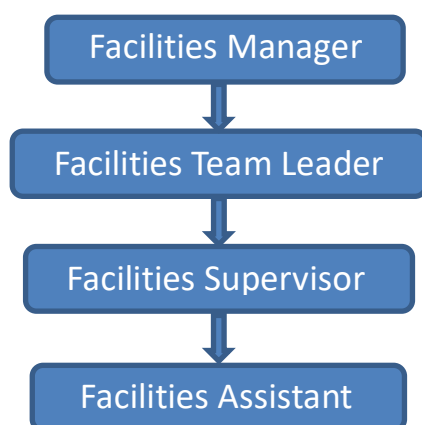 Facilities Manager
Facilities Team Leader
Facilities Supervisor
Facilities Assistant